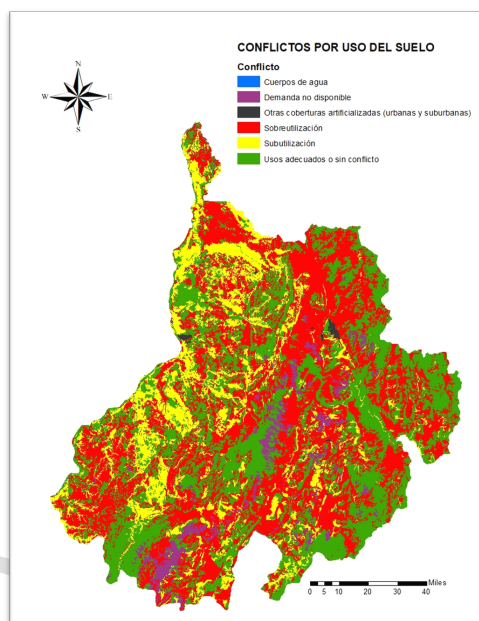 CONFLICTOS POR USO DEL SUELO
Conflicto
Cuerpos de agua
Demanda no disponible
Otras coberturas artificializadas (urbanas y suburbanas)
Sobreutilización
Subutilización
Usos adecuados o sin conflicto
N
W E
S
Miles
0 5 10 20 30 40